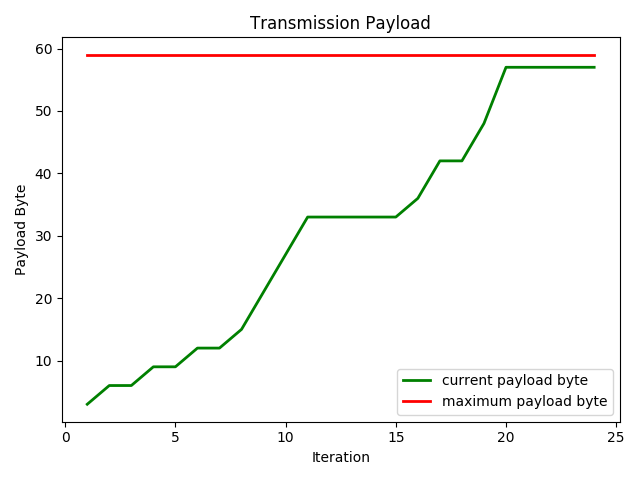 Transmission Payload
Payload Byte
60
50
40
30
20
10
current payload byte
maximum payload byte
0
5
10
15
20
25
Iteration